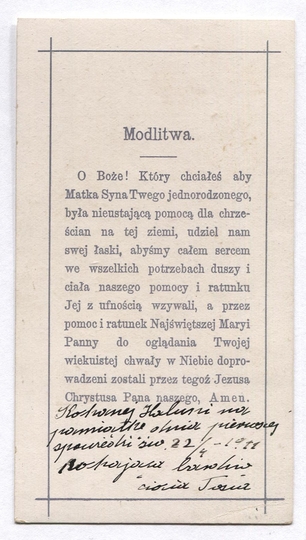 Modlitwa.
O Boże! Który chciałeś aby
Matka Syna Twego jednorodzonego,
była nieustającą pomocą dla chrze-
ścian na tej ziemi, udziel nam
swej łaski, abyśmy całem sercem
we wszelkich potrzebach duszy i
ciała naszego pomocy i ratunku
Jej z ufnością wzywali, a przez
pomoc i ratunek Najświętszej Maryi
Panny do oglądania Twojej
wiekuistej chwały w Niebie dopro-
wadzeni zostali przez tegoż Jezusa
Chrystusa Pana naszego, Amen.
Kochanej Halusi na
pamiątkę dnia pierwszej
spowiedzi św. 22
kochająca bardzo
ciocia